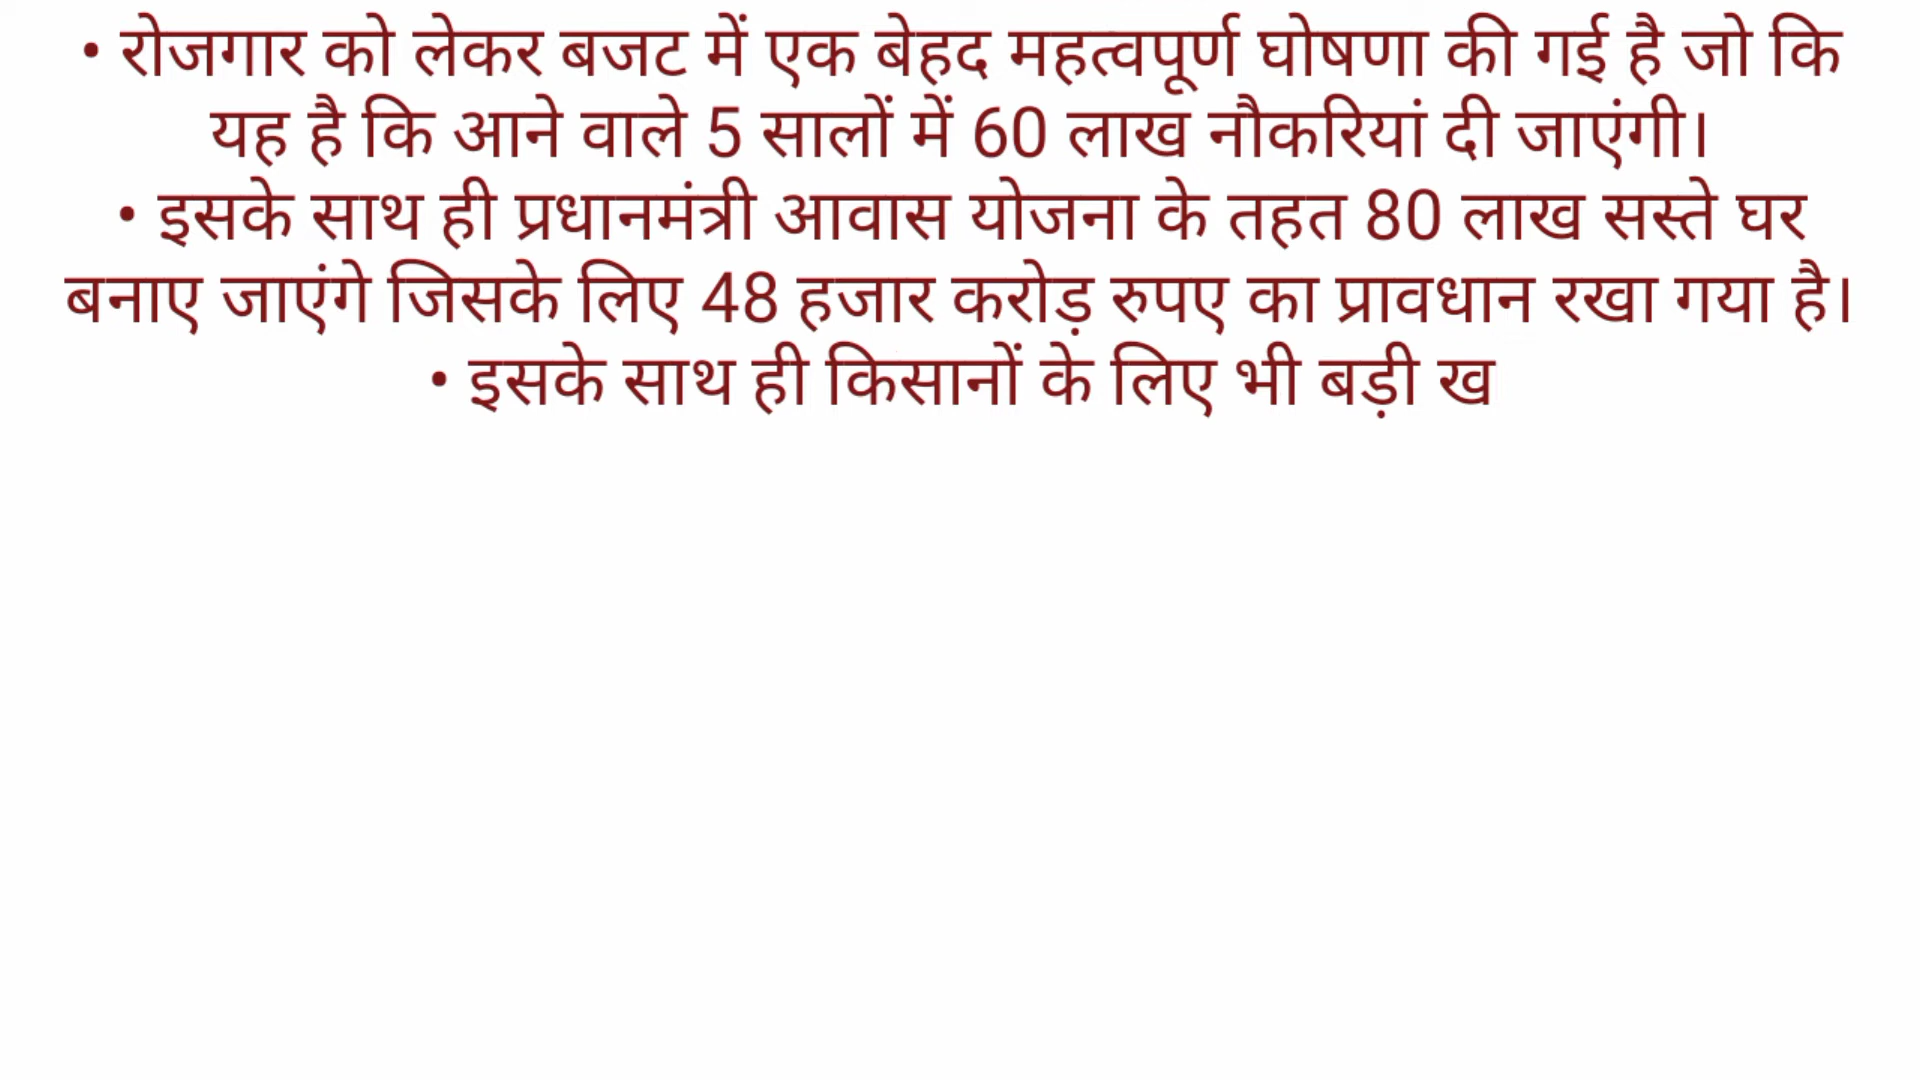 • रोजगार को लेकर बजट में एक बेहद महत्वपूर्ण घोषणा की गई है जो कि
यह है कि आने वाले 5 सालों में 60 लाख नौकरियां दी जाएंगी।
• इसके साथ ही प्रधानमंत्री आवास योजना के तहत 80 लाख सस्ते घर
बनाए जाएंगे जिसके लिए 48 हजार करोड़ रुपए का प्रावधान रखा गया है।
• इसके साथ ही किसानों के लिए भी बड़ी ख